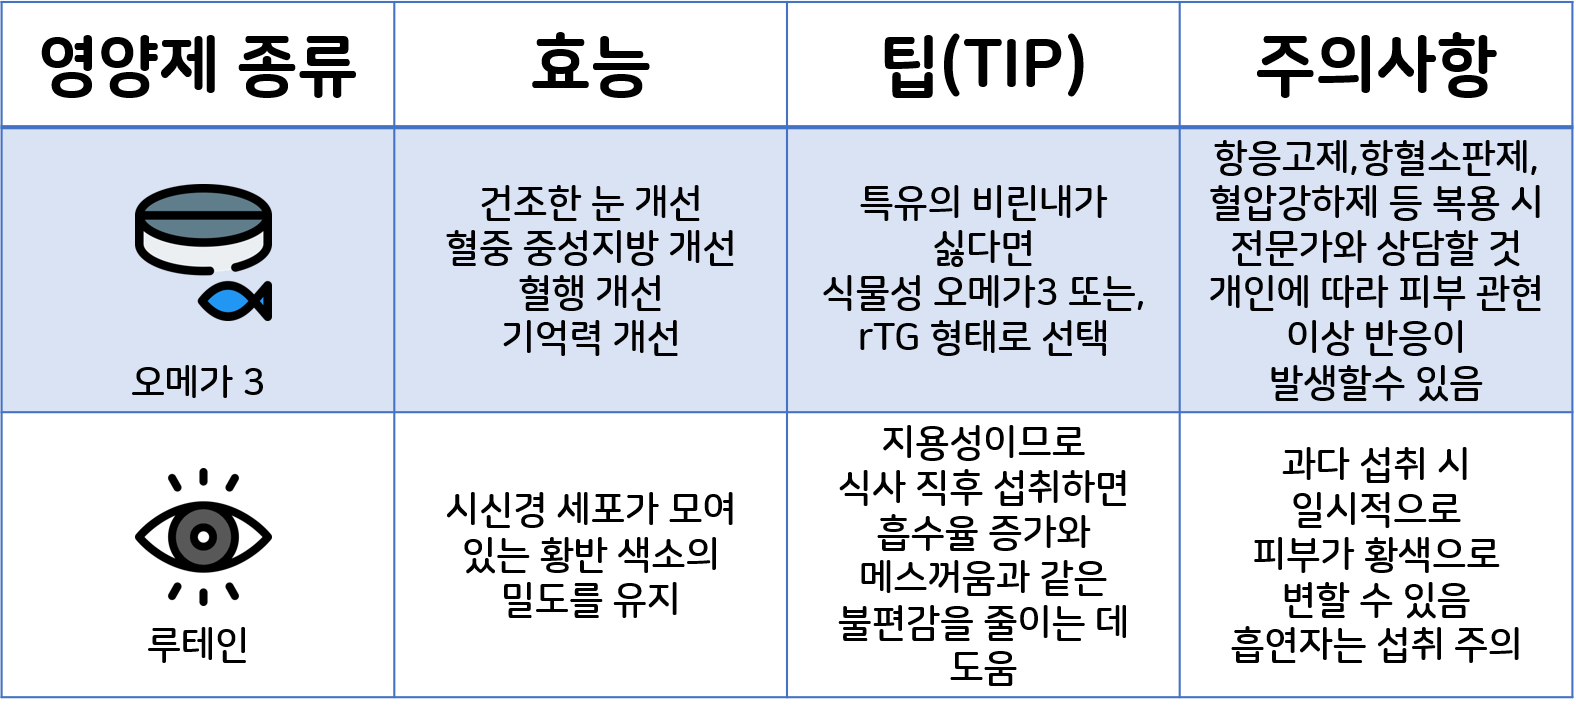 영양제 종류
효능
팁(TIP)
주의사항
오메가 3
건조한 눈 개선
혈중 중성지방 개선
혈행 개선
기억력 개선
특유의 비린내가
싫다면
식물성 오메가3 또는,
rTG 형태로 선택
항응고제,항혈소판제,
혈압강하제 등 복용 시
전문가와 상담할 것
개인에 따라 피부 관현
이상 반응이
발생할수 있음
루테인
시신경 세포가 모여
있는 황반 색소의
밀도를 유지
지용성이므로
식사 직후 섭취하면
흡수율 증가와
메스꺼움과 같은
불편감을 줄이는 데
도움
과다 섭취 시
일시적으로
피부가 황색으로
변할 수 있음
흡연자는 섭취 주의